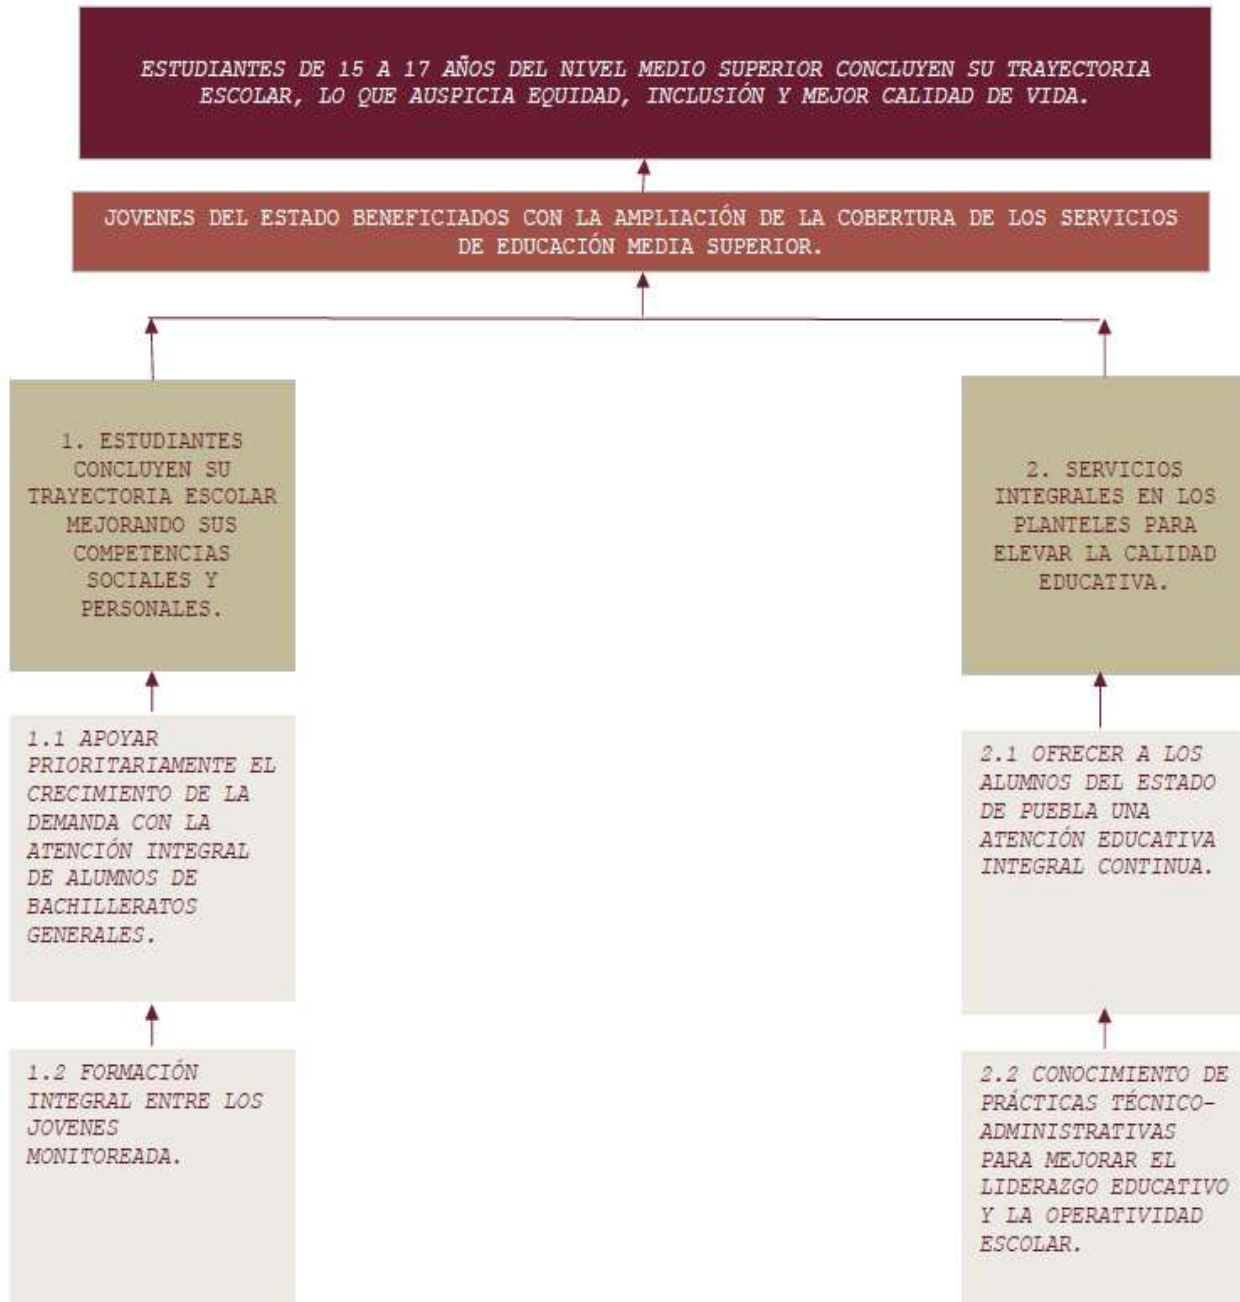 ESTUDIANTES DE 15 A 17 AÑOS DEL NIVEL MEDIO SUPERIOR CONCLUYEN SU TRAYECTORIA
ESCOLAR, LO QUE AUSPICIA EQUIDAD, INCLUSIÓN Y MEJOR CALIDAD DE VIDA.
JOVENES DEL ESTADO BENEFICIADOS CON LA AMPLIACIÓN DE LA COBERTURA DE LOS SERVICIOS
DE EDUCACIÓN MEDIA SUPERIOR.
1. ESTUDIANTES
CONCLUYEN SU
TRAYECTORIA ESCOLAR
MEJORANDO SUS
COMPETENCIAS
SOCIALES Y
PERSONALES.
2. SERVICIOS
INTEGRALES EN LOS
PLANTELES PARA
ELEVAR LA CALIDAD
EDUCATIVA.
1.1 APOYAR
PRIORITARIAMENTE EL
CRECIMIENTO DE LA
DEMANDA CON LA
ATENCIÓN INTEGRAL
DE ALUMNOS DE
BACHILLERATOS
GENERALES.
2.1 OFRECER A LOS
ALUMNOS DEL ESTADO
DE PUEBLA UNA
ATENCIÓN EDUCATIVA
INTEGRAL CONTINUA.
1.2 FORMACIÓN
INTEGRAL ENTRE LOS
JOVENES
MONITOREADA.
2.2 CONOCIMIENTO DE
PRÁCTICAS TÉCNICO-
ADMINISTRATIVAS
PARA MEJORAR EL
LIDERAZGO EDUCATIVO
Y LA OPERATIVIDAD
ESCOLAR.